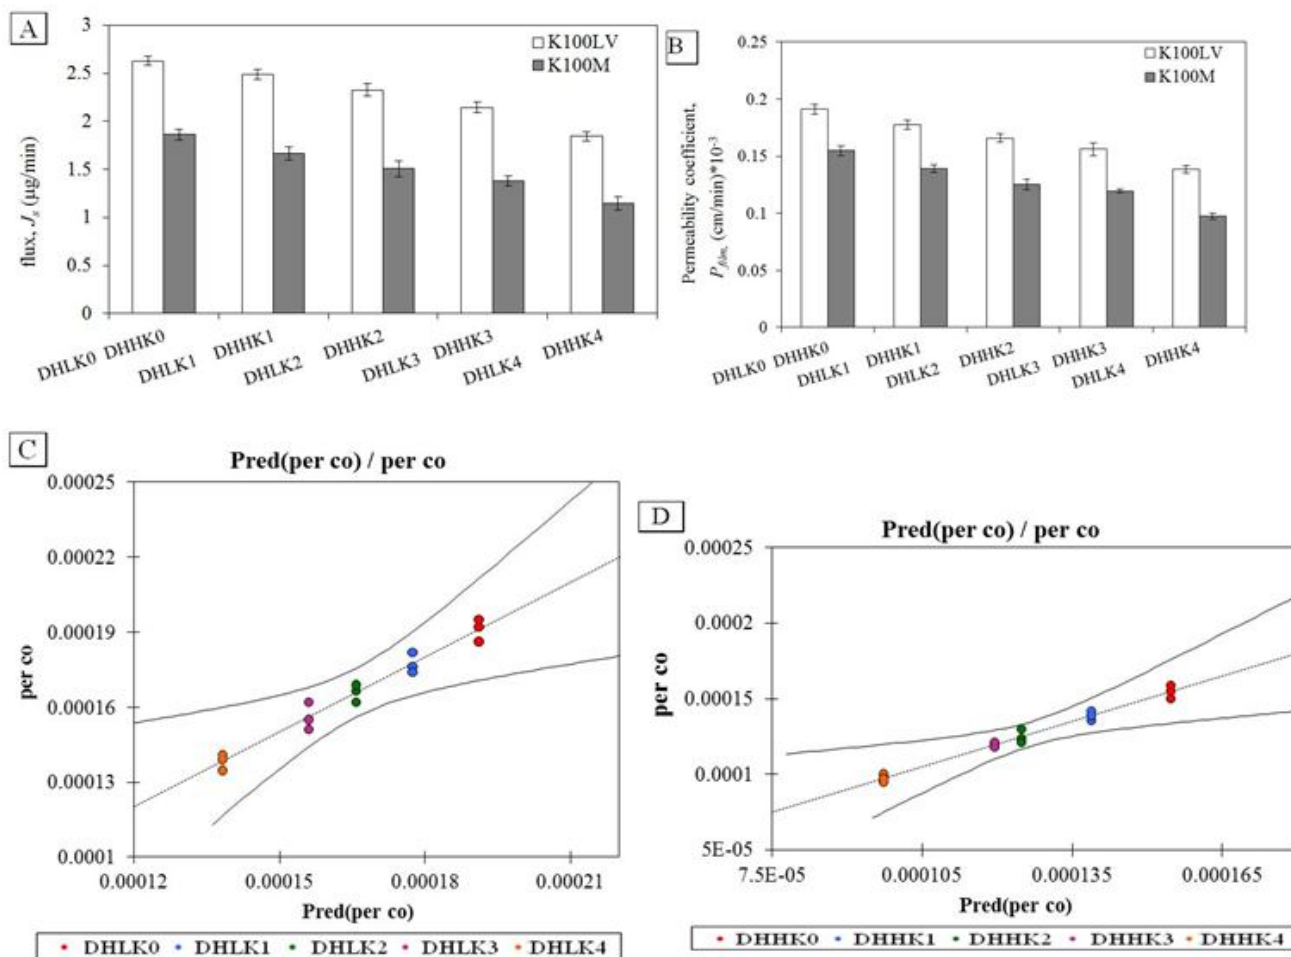 A
3
2.5
2
1.5
1
0.5
0
flux, Js (µg/min)
K100LV
K100M
DHLK0 DHHK0
DHLK1 DHHK1
DHLK2 DHHK2
DHLK3 DHHK3
DHLK4 DHHK4
B
0.25
0.2
0.15
0.1
0.05
0
Permeability coefficient,
Pfilm, (cm/min)*10-3
K100LV
K100M
DHLK0 DHHK0
DHLK1 DHHK1
DHLK2 DHHK2
DHLK3 DHHK3
DHLK4 DHHK4
C
Pred(per co) / per co
0.00025
0.00022
0.00019
0.00016
0.00013
0.0001
per co
0.00012 0.00015 0.00018 0.00021
Pred(per co)
DHLK0 DHLK1 DHLK2 DHLK3 DHLK4
D
Pred(per co) / per co
0.00025
0.0002
0.00015
0.0001
5E-05
per co
7.5E-05 0.000105 0.000135 0.000165
Pred(per co)
DHHK0 DHHK1 DHHK2 DHHK3 DHHK4